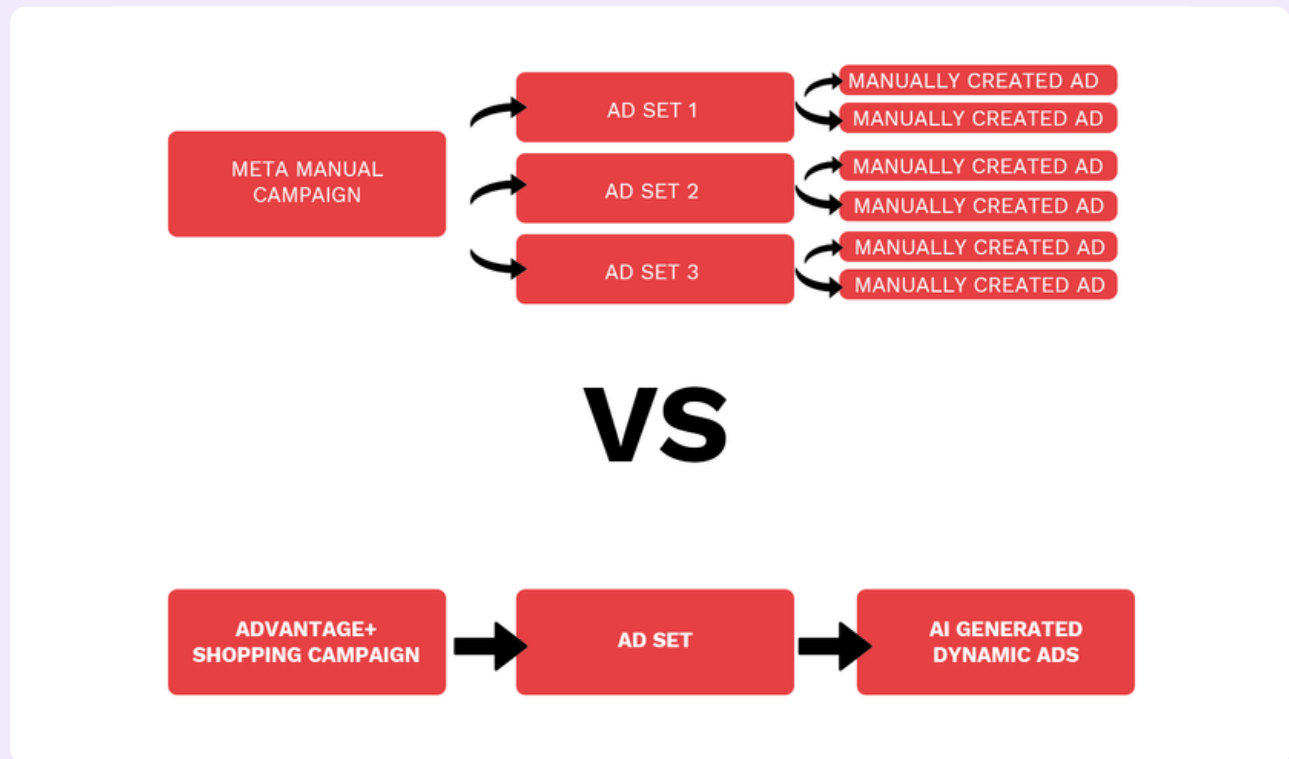 META MANUAL
CAMPAIGN
AD SET 1
MANUALLY CREATED AD
MANUALLY CREATED AD
AD SET 2
MANUALLY CREATED AD
MANUALLY CREATED AD
AD SET 3
MANUALLY CREATED AD
MANUALLY CREATED AD
VS
ADVANTAGE+
SHOPPING CAMPAIGN
AD SET
AI GENERATED
DYNAMIC ADS